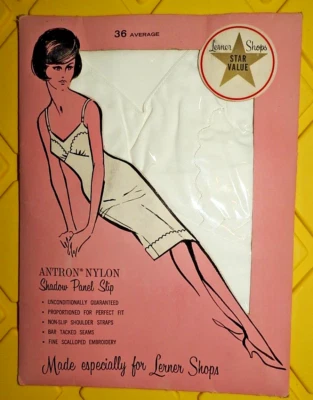 36 AVERAGE
Lerner Shops
STAR
VALUE
ANTRON™ NYLON
Shadow Panel Slip
• UNCONDITIONALLY GUARANTEED
• PROPORTIONED FOR PERFECT FIT
• NON-SLIP SHOULDER STRAPS
• BAR TACKED SEAMS
• FINE SCALLOPED EMBROIDERY
Made especially for Lerner Shops